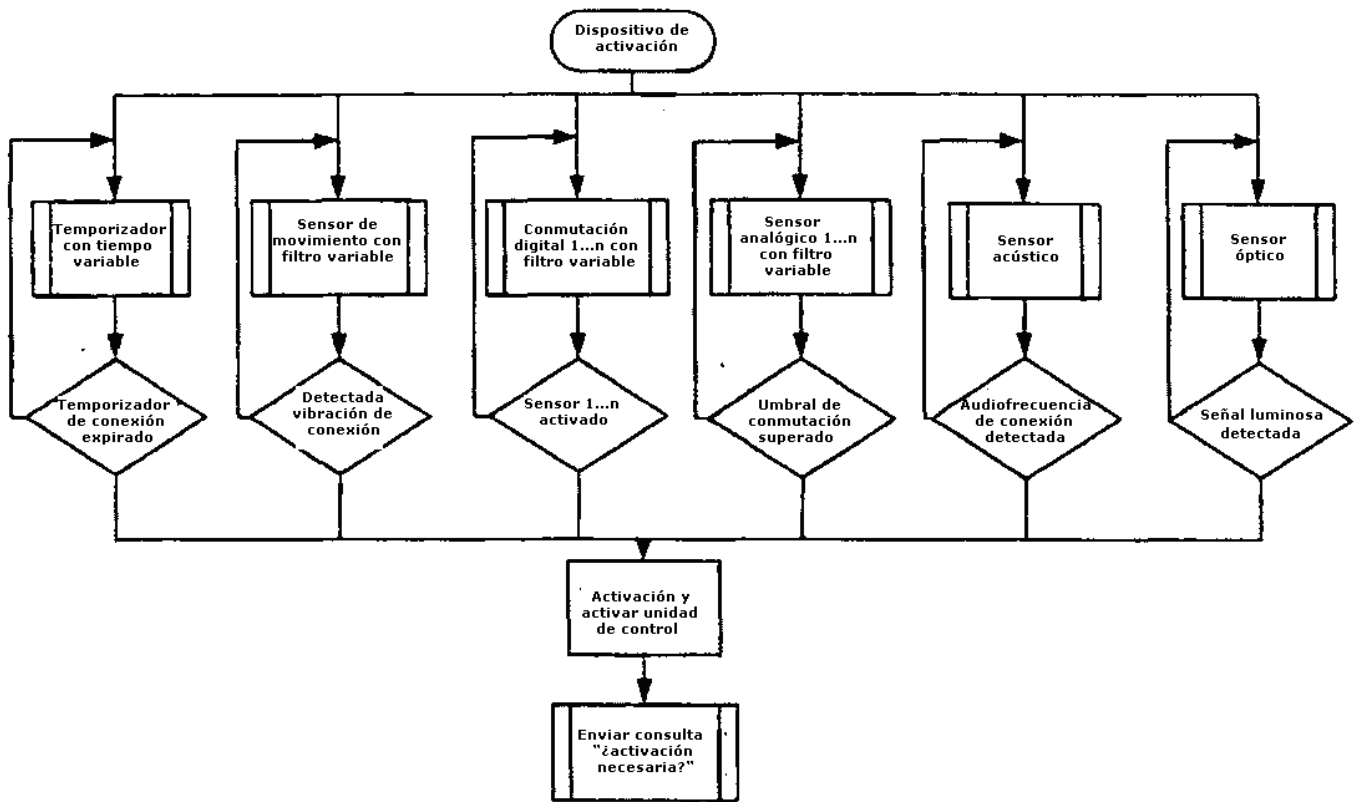 Dispositivo de
activación
Temporizador
con tiempo
variable
Sensor de
movimiento con
filtro variable
Conmutación
digital 1...n con
filtro variable
Sensor
analógico 1...n
con filtro
variable
Sensor
acústico
Sensor
óptico
Temporizador
de conexión
expirado
Detectada
vibración de
conexión
Sensor 1...n
activado
Umbral de
conmutación
superado
Audiofrecuencia
de conexión
detectada
Señal luminosa
detectada
Activación y
activar unidad
de control
Enviar consulta
"¿activación
necesaria?"